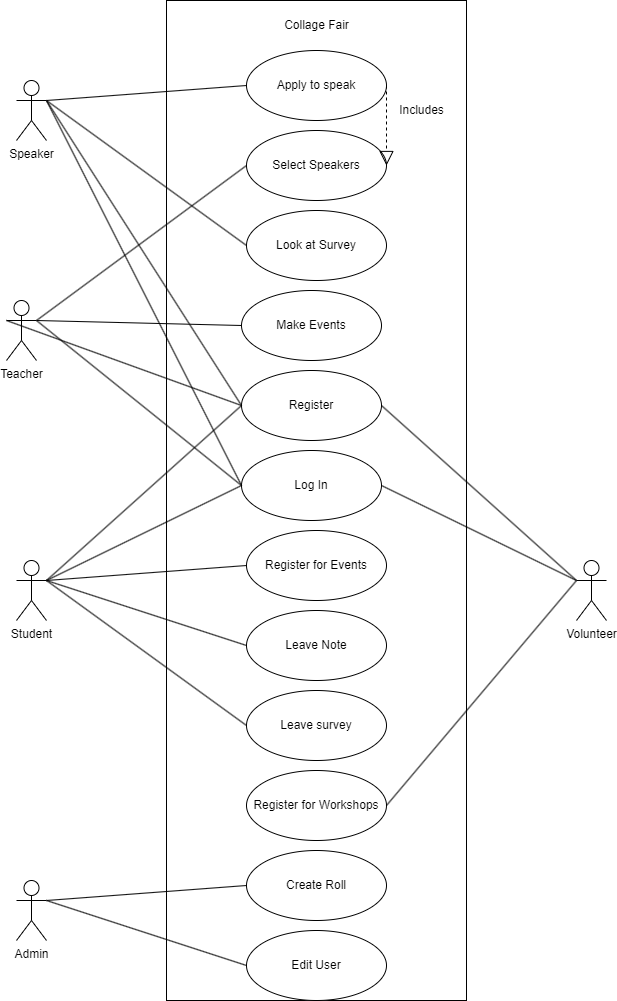 Collage Fair
Apply to speak
Includes
Speaker
Select Speakers
Look at Survey
Make Events
Teacher
Register
Log In
Register for Events
Student
Volunteer
Leave Note
Leave survey
Register for Workshops
Create Roll
Admin
Edit User